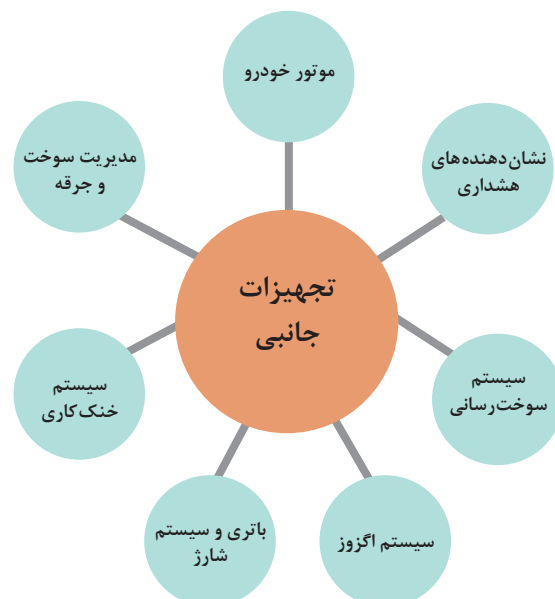 موتور خودرو
نشان‌دهنده‌های
هشداری
مدیریت سوخت
و جرقه
تجهیزات
جانبی
سیستم
سوخت‌رسانی
سیستم
خنک‌کاری
باتری و سیستم
شارژ
سیستم اگزوز